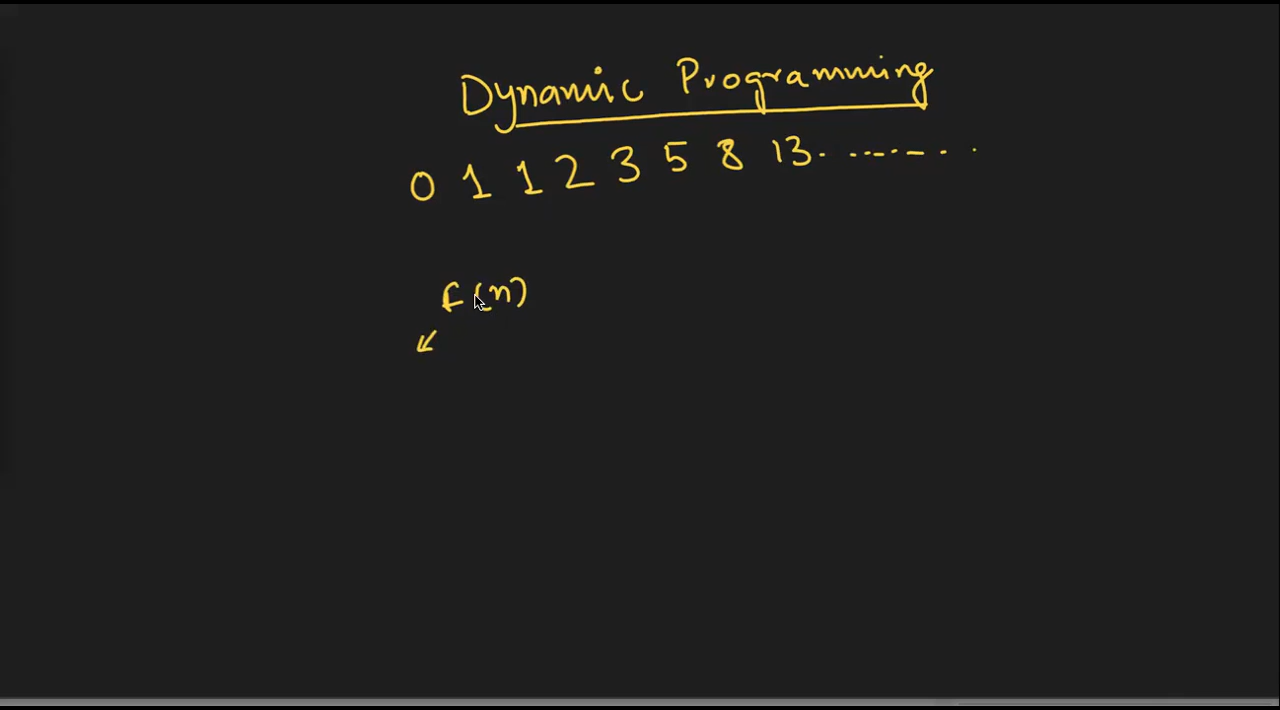 Dynamic Programming
0 1 1 2 3 5 8 13. ........
f(n)
↙